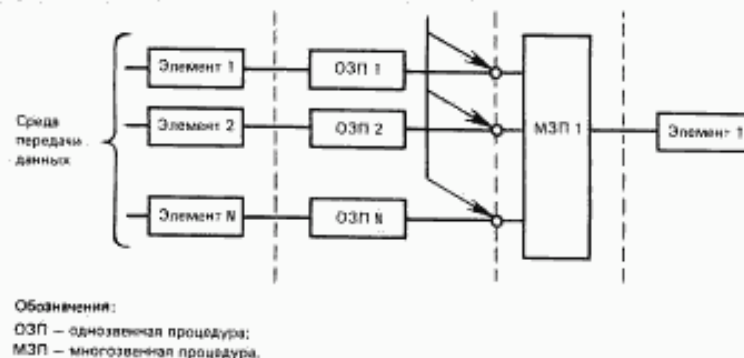 Элемент 1
ОЗП 1
Среда
передачи
данных
Элемент 2
ОЗП 2
МЗП 1
Элемент 1
Элемент N
ОЗП N
Обозначения:
ОЗП — однозвенная процедура;
МЗП — многозвенная процедура.